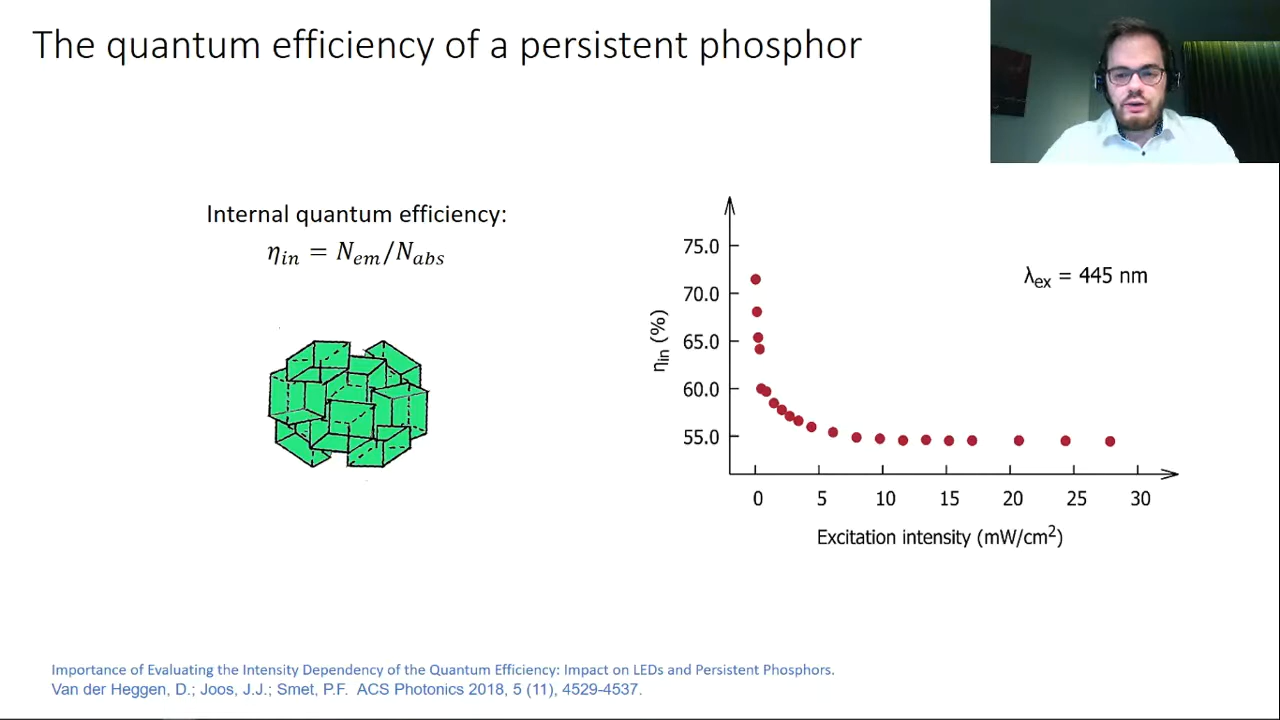 The quantum efficiency of a persistent phosphor
Internal quantum efficiency:
η_in = N_em/N_abs
75.0
70.0
65.0
60.0
55.0
η_in (%)
λ_ex = 445 nm
0 5 10 15 20 25 30
Excitation intensity (mW/cm²)
Importance of Evaluating the Intensity Dependency of the Quantum Efficiency: Impact on LEDs and Persistent Phosphors.
Van der Heggen, D.; Joos, J.J.; Smet, P.F. ACS Photonics 2018, 5 (11), 4529-4537.